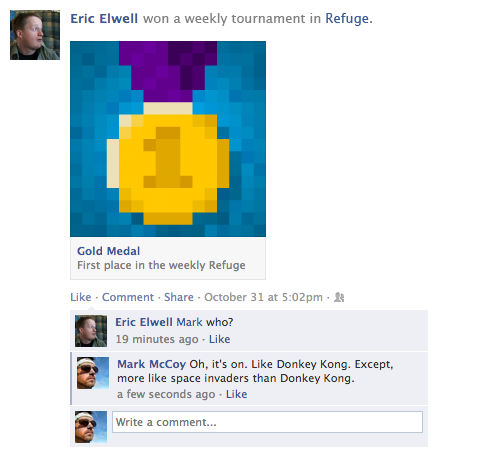 Eric Elwell won a weekly tournament in Refuge.
1
Gold Medal
First place in the weekly Refuge
Like · Comment · Share · October 31 at 5:02pm ·
Eric Elwell Mark who?
19 minutes ago · Like
Mark McCoy Oh, it's on. Like Donkey Kong. Except,
more like space invaders than Donkey Kong.
a few seconds ago · Like
Write a comment...